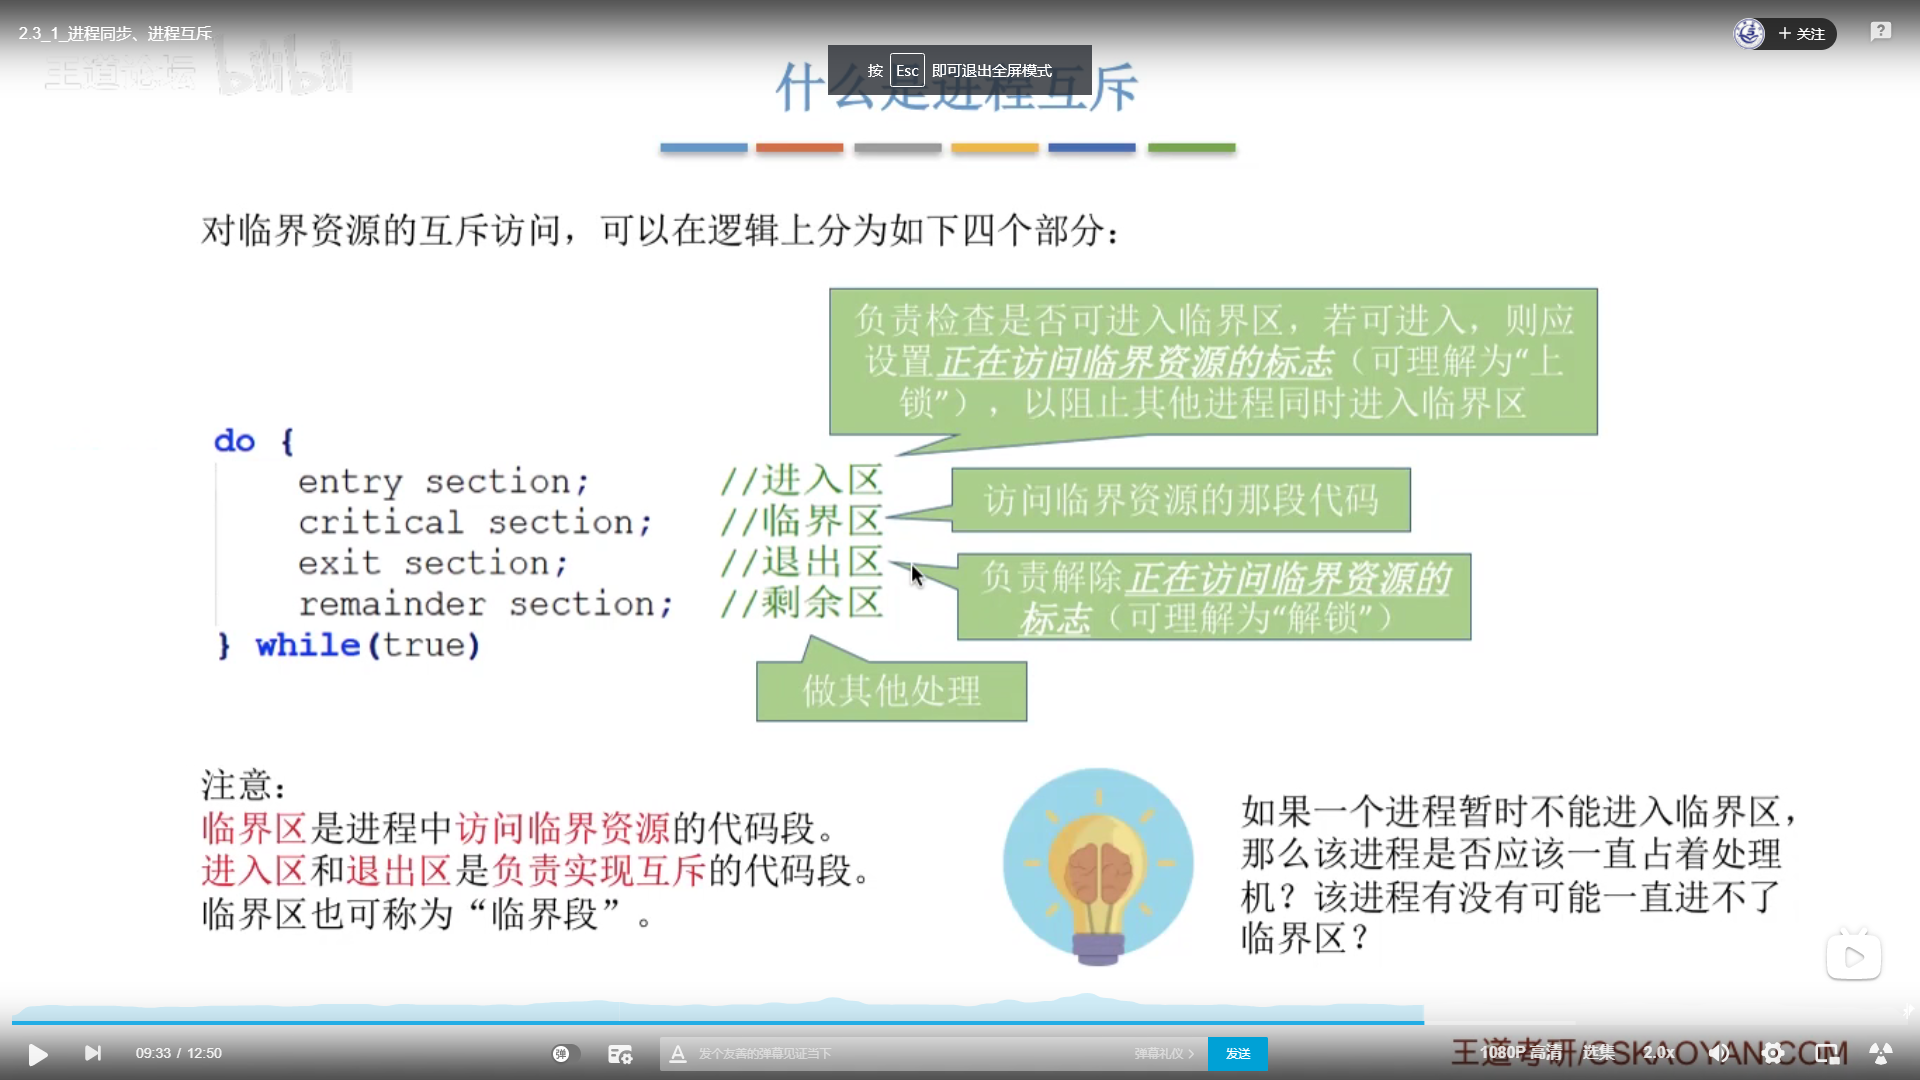 2.3_1_进程同步、进程互斥
+ 关注
王道论坛 bilibili
按 Esc 即可退出全屏模式
什么是进程互斥
对临界资源的互斥访问，可以在逻辑上分为如下四个部分：
负责检查是否可进入临界区，若可进入，则应
设置正在访问临界资源的标志（可理解为“上
锁”），以阻止其他进程同时进入临界区
do {
entry section; //进入区
critical section; //临界区
exit section; //退出区
remainder section; //剩余区
} while(true)
访问临界资源的那段代码
负责解除正在访问临界资源的
标志（可理解为“解锁”）
做其他处理
注意：
临界区是进程中访问临界资源的代码段。
进入区和退出区是负责实现互斥的代码段。
临界区也可称为“临界段”。
如果一个进程暂时不能进入临界区，
那么该进程是否应该一直占着处理
机？该进程有没有可能一直进不了
临界区？
09:33 / 12:50
弹
A 发个友善的弹幕见证当下
弹幕礼仪 >
发送
1080P 高清
选集
2.0x
王道考研/CSKAOYAN.COM